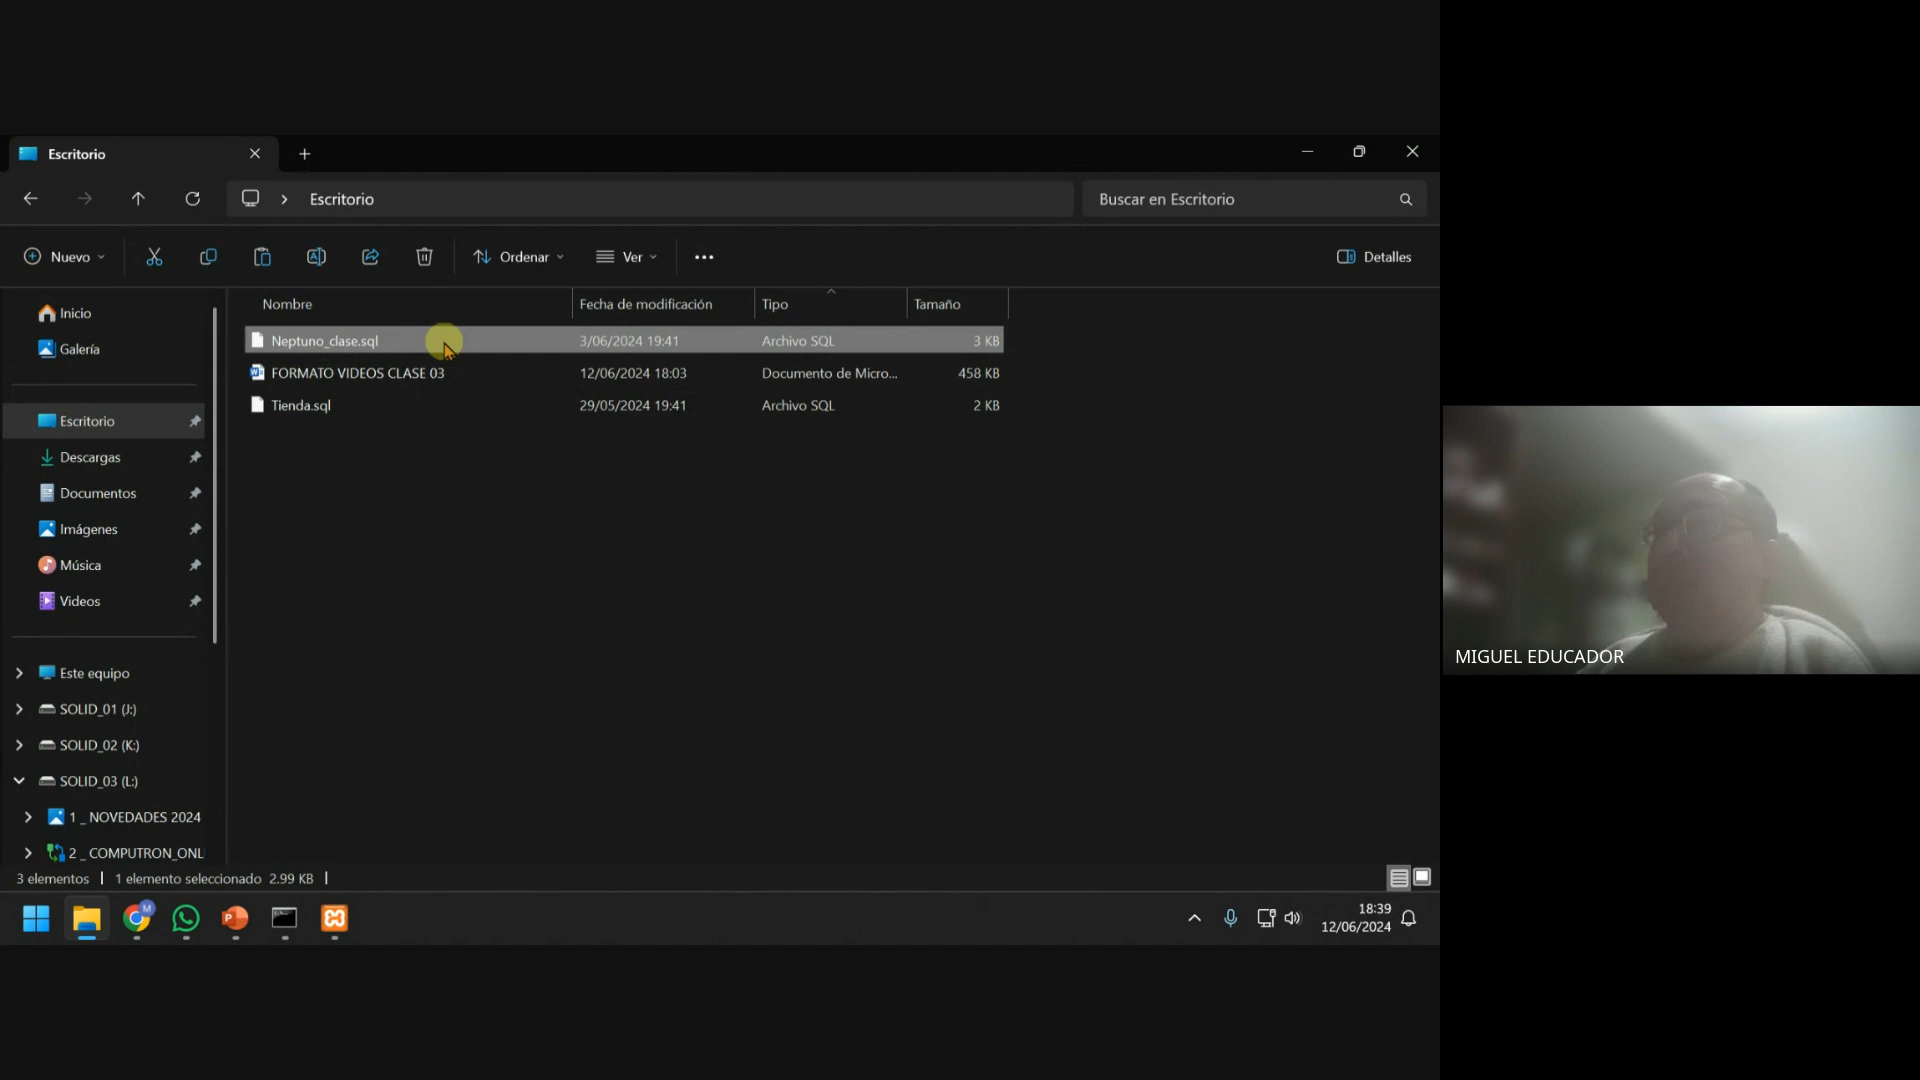 Escritorio
Escritorio
Buscar en Escritorio
Nuevo
Ordenar
Ver
Detalles
Nombre
Fecha de modificación
Tipo
Tamaño
Neptuno_clase.sql
3/06/2024 19:41
Archivo SQL
3 KB
FORMATO VIDEOS CLASE 03
12/06/2024 18:03
Documento de Micro...
458 KB
Tienda.sql
29/05/2024 19:41
Archivo SQL
2 KB
Inicio
Galería
Escritorio
Descargas
Documentos
Imágenes
Música
Videos
Este equipo
SOLID_01 (J:)
SOLID_02 (K:)
SOLID_03 (L:)
1 _ NOVEDADES 2024
2 _ COMPUTRON_ONL
3 elementos
1 elemento seleccionado 2.99 KB
M
P
18:39
12/06/2024
MIGUEL EDUCADOR